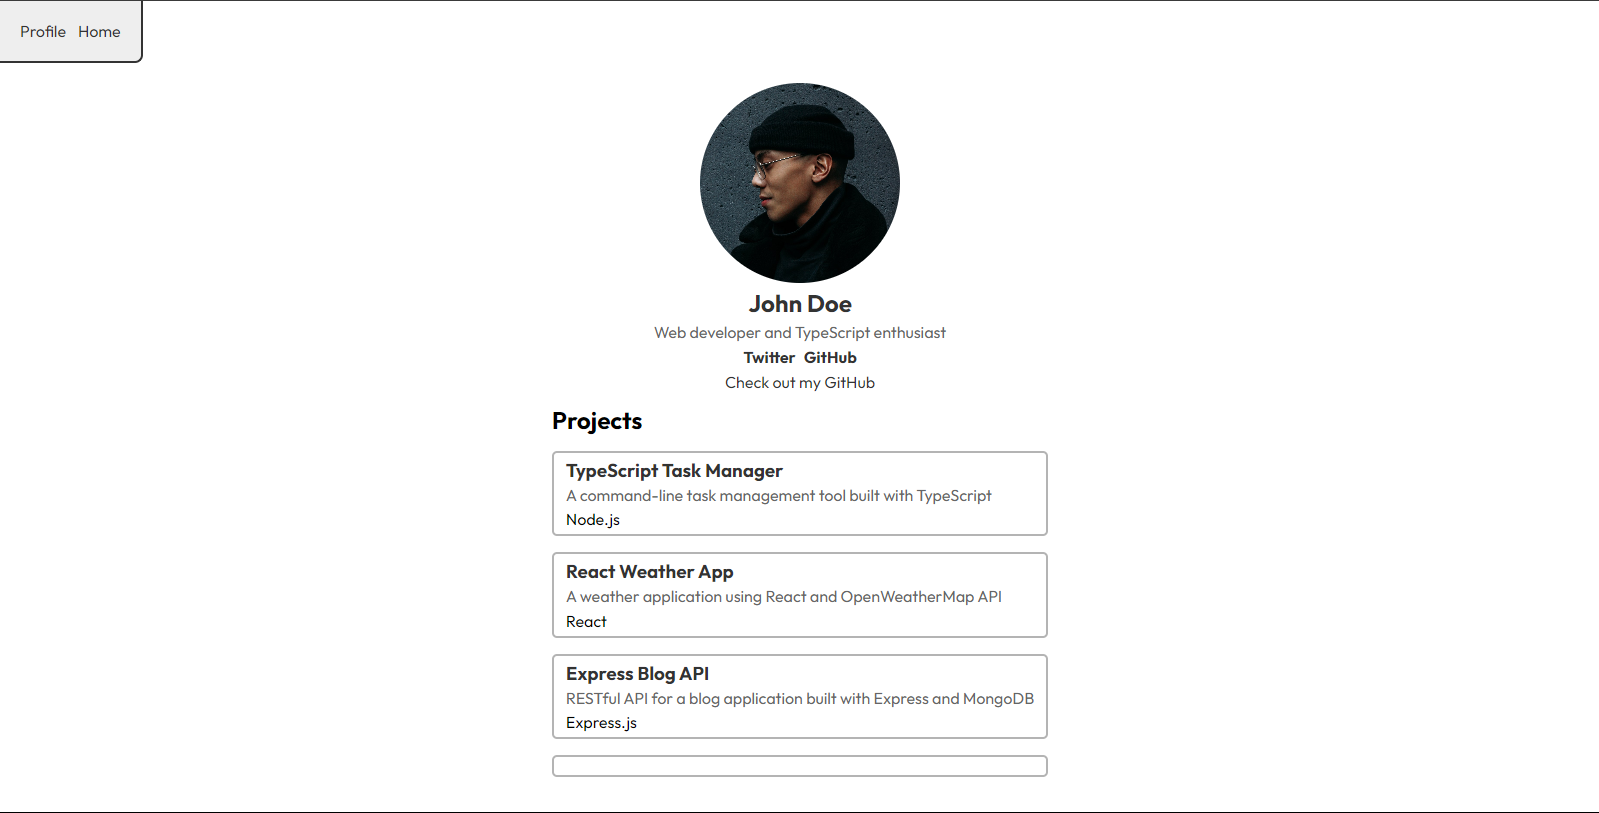 Profile Home
John Doe
Web developer and TypeScript enthusiast
Twitter GitHub
Check out my GitHub
Projects
TypeScript Task Manager
A command-line task management tool built with TypeScript
Node.js
React Weather App
A weather application using React and OpenWeatherMap API
React
Express Blog API
RESTful API for a blog application built with Express and MongoDB
Express.js